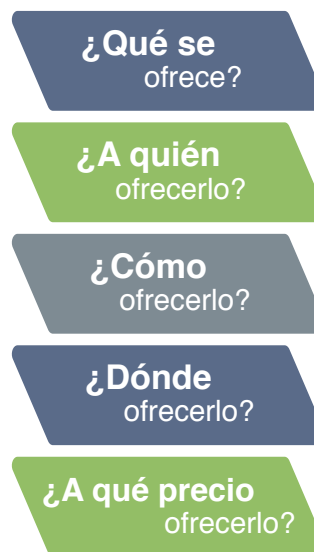 ¿Qué se
ofrece?
¿A quién
ofrecerlo?
¿Cómo
ofrecerlo?
¿Dónde
ofrecerlo?
¿A qué precio
ofrecerlo?